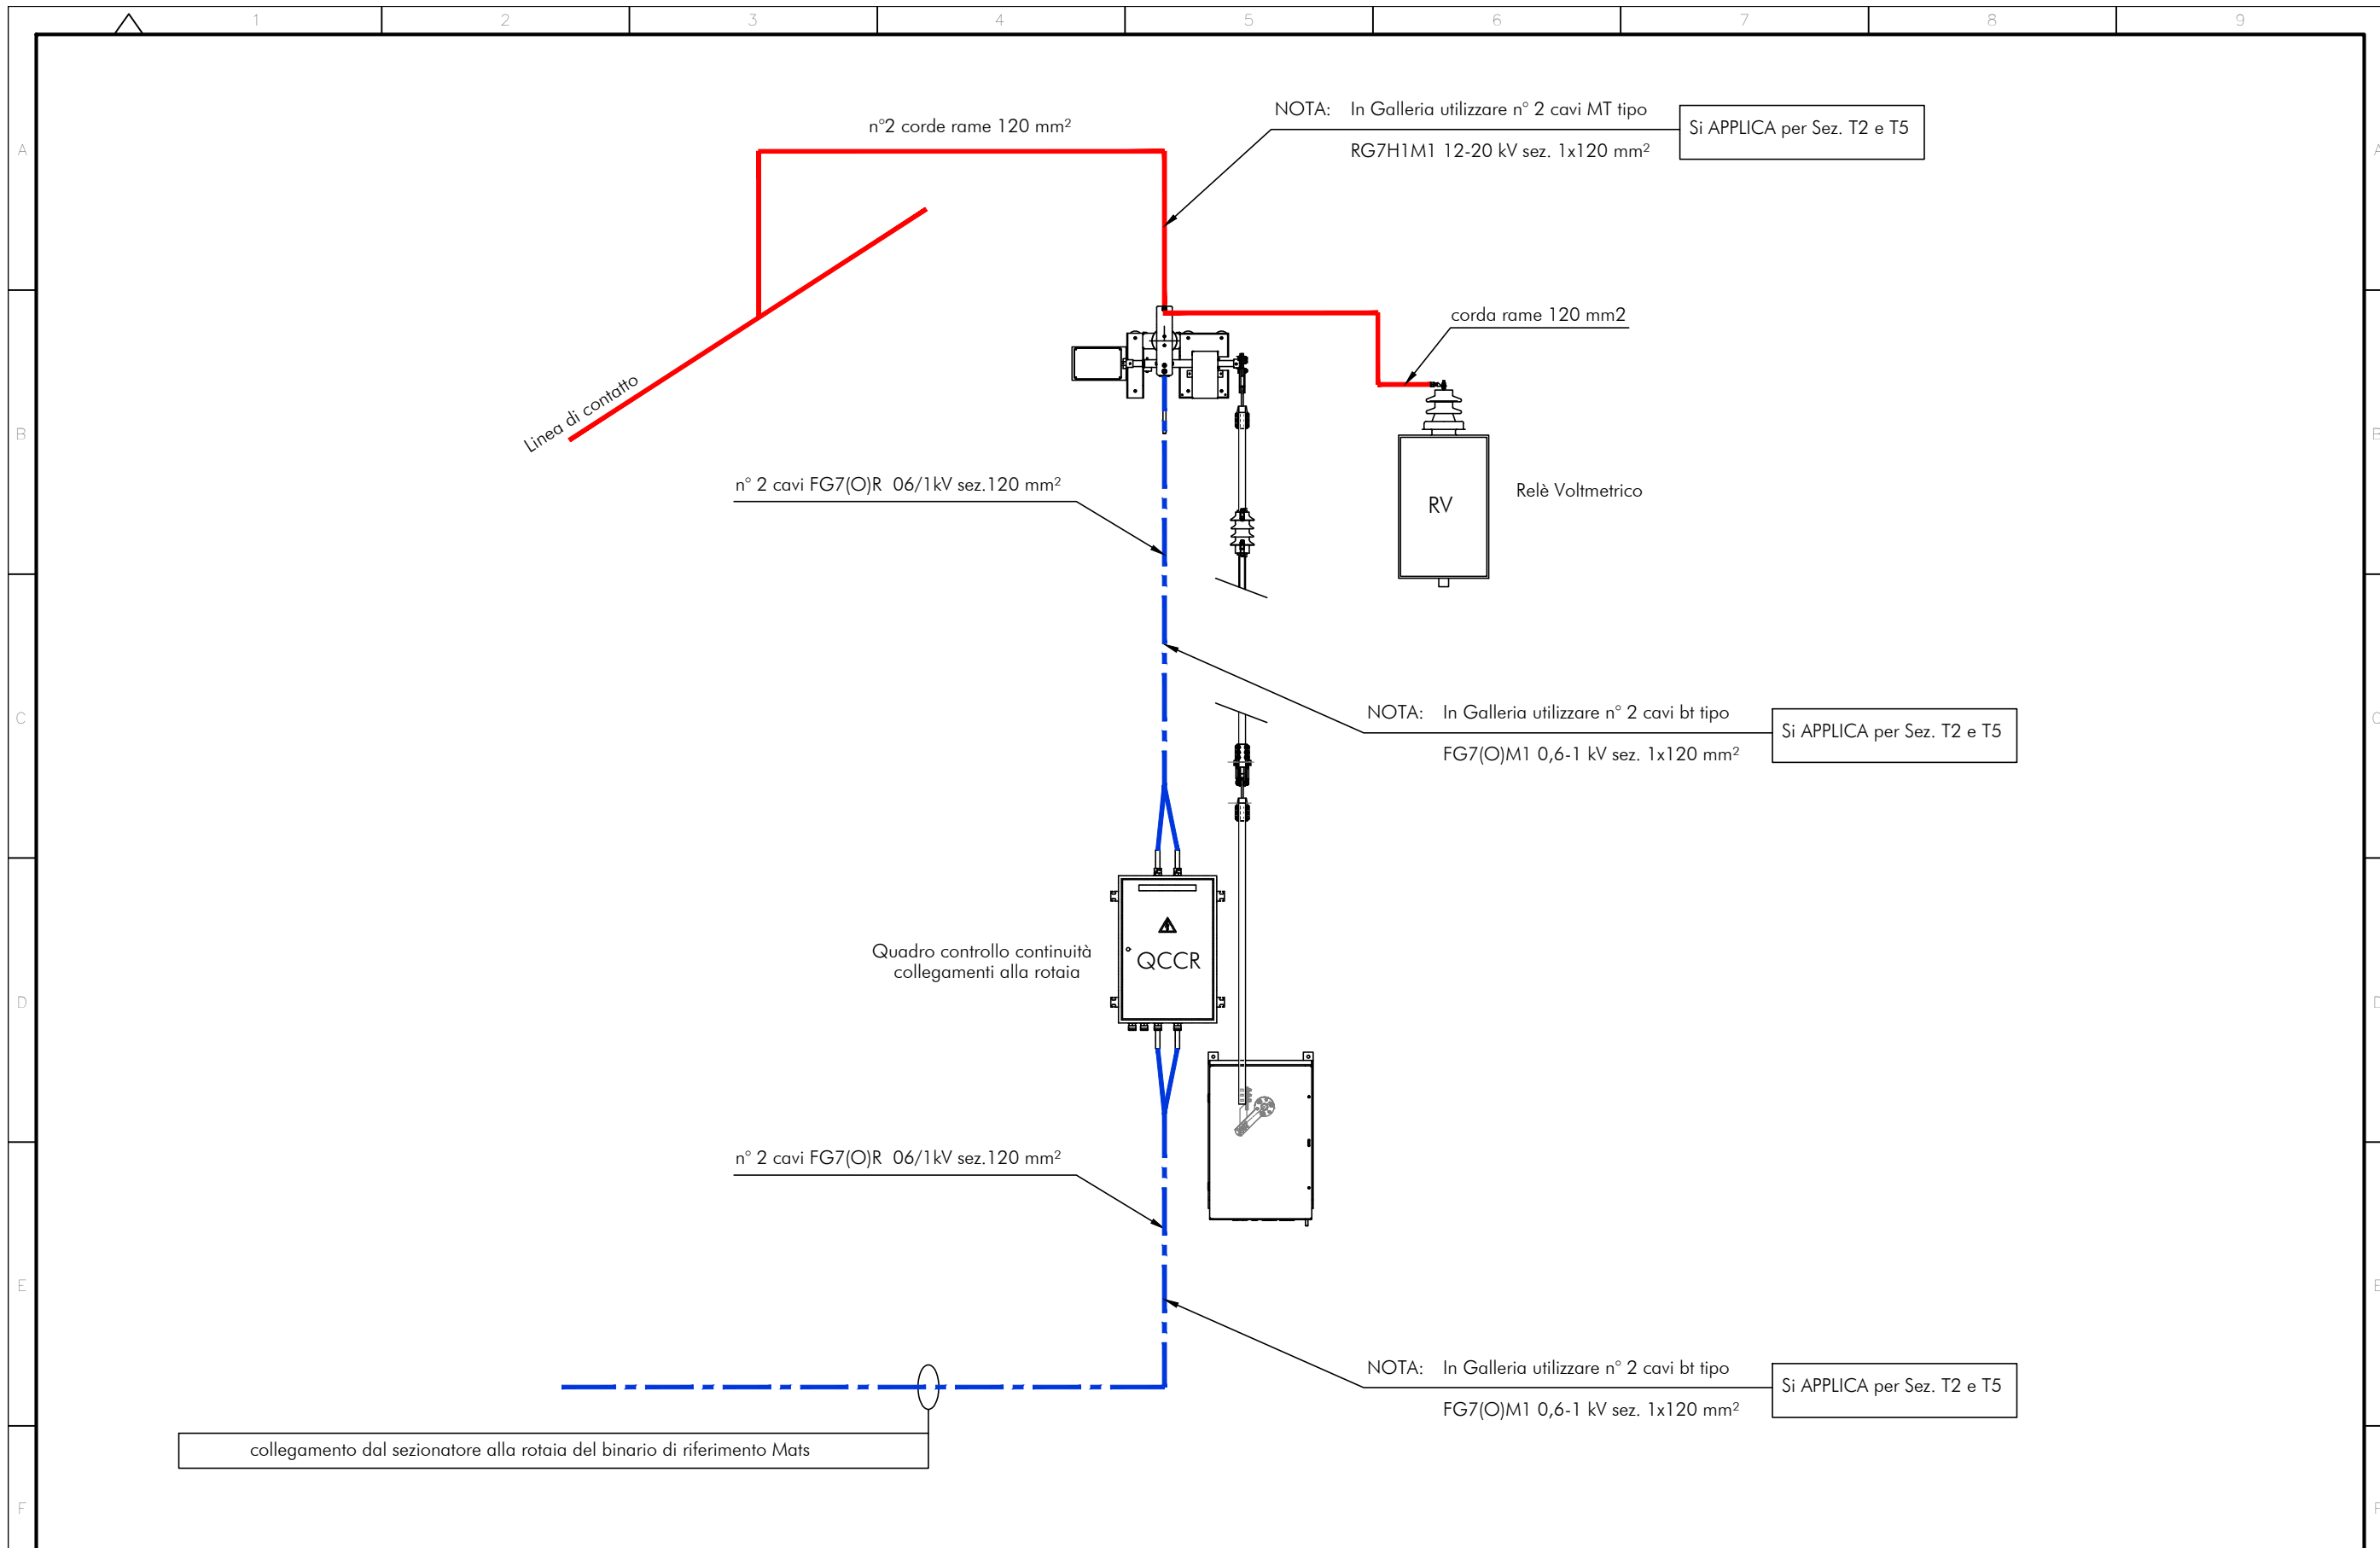 1 2 3 4 5 6 7 8 9
A
n°2 corde rame 120 mm²
NOTA: In Galleria utilizzare n° 2 cavi MT tipo
RG7H1M1 12-20 kV sez. 1x120 mm²
Si APPLICA per Sez. T2 e T5
A
corda rame 120 mm2
Linea di contatto
B
B
n° 2 cavi FG7(O)R 06/1kV sez.120 mm²
RV
Relè Voltmetrico
C
C
NOTA: In Galleria utilizzare n° 2 cavi bt tipo
FG7(O)M1 0,6-1 kV sez. 1x120 mm²
Si APPLICA per Sez. T2 e T5
Quadro controllo continuità
collegamenti alla rotaia
QCCR
D
D
n° 2 cavi FG7(O)R 06/1kV sez.120 mm²
E
E
NOTA: In Galleria utilizzare n° 2 cavi bt tipo
FG7(O)M1 0,6-1 kV sez. 1x120 mm²
Si APPLICA per Sez. T2 e T5
collegamento dal sezionatore alla rotaia del binario di riferimento Mats
F
F